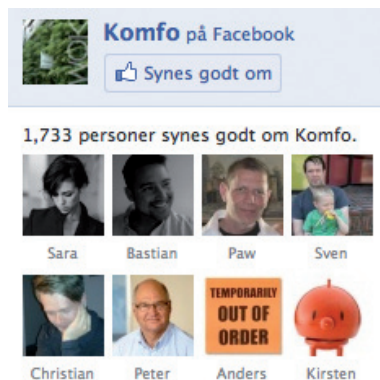 Komfo på Facebook
Synes godt om
1,733 personer synes godt om Komfo.
Sara Bastian Paw Sven
TEMPORARILY
OUT OF
ORDER
Christian Peter Anders Kirsten